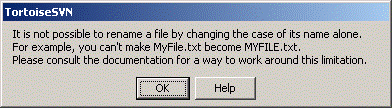 TortoiseSVN
It is not possible to rename a file by changing the case of its name alone.
For example, you can't make MyFile.txt become MYFILE.txt.
Please consult the documentation for a way to work around this limitation.
OK
Help